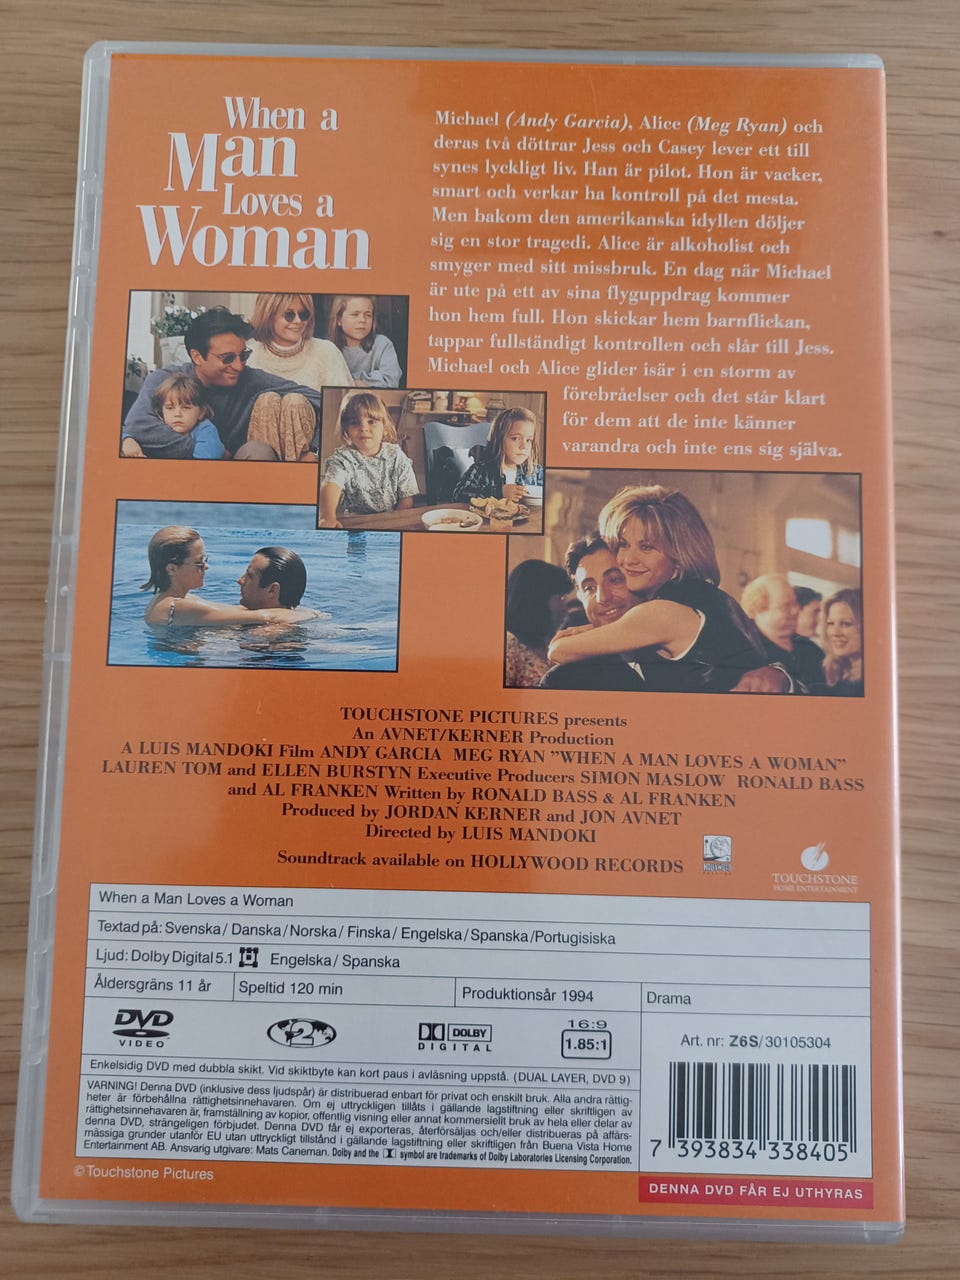 When a
Man
Loves a
Woman
Michael (Andy Garcia), Alice (Meg Ryan) och
deras två döttrar Jess och Casey lever ett till
synes lyckligt liv. Han är pilot. Hon är vacker,
smart och verkar ha kontroll på det mesta.
Men bakom den amerikanska idyllen döljer
sig en stor tragedi. Alice är alkoholist och
smyger med sitt missbruk. En dag när Michael
är ute på ett av sina flyguppdrag kommer
hon hem full. Hon skickar hem barnflickan,
tappar fullständigt kontrollen och slår till Jess.
Michael och Alice glider isär i en storm av
förebråelser och det står klart
för dem att de inte känner
varandra och inte ens sig själva.
TOUCHSTONE PICTURES presents
An AVNET/KERNER Production
A LUIS MANDOKI Film ANDY GARCIA MEG RYAN "WHEN A MAN LOVES A WOMAN"
LAUREN TOM and ELLEN BURSTYN Executive Producers SIMON MASLOW RONALD BASS
and AL FRANKEN Written by RONALD BASS & AL FRANKEN
Produced by JORDAN KERNER and JON AVNET
Directed by LUIS MANDOKI
Soundtrack available on HOLLYWOOD RECORDS
TOUCHSTONE
HOME ENTERTAINMENT
When a Man Loves a Woman
Textad på: Svenska/ Danska/Norska/ Finska/ Engelska/Spanska/Portugisiska
Ljud: Dolby Digital 5.1 Engelska/ Spanska
Åldersgräns 11 år Speltid 120 min Produktionsår 1994 Drama
DVD
VIDEO
2
DOLBY
DIGITAL
16:9
1.85:1
Art. nr: Z6S/30105304
Enkelsidig DVD med dubbla skikt. Vid skiktbyte kan kort paus i avläsning uppstå. (DUAL LAYER, DVD 9)
VARNING! Denna DVD (inklusive dess ljudspår) är distribuerad enbart för privat och enskilt bruk. Alla andra rättig-
heter är förbehållna rättighetsinnehavaren. Om ej uttryckligen tillåts i gällande lagstiftning eller skriftligen av
rättighetsinnehavaren är, framställning av kopior, offentlig visning eller annat kommersiellt bruk av hela eller delar av
denna DVD, strängeligen förbjudet. Denna DVD får ej exporteras, återförsäljas och/eller distribueras på affärs-
mässiga grunder utanför EU utan uttryckligt tillstånd i gällande lagstiftning eller skriftligen från Buena Vista Home
Entertainment AB. Ansvarig utgivare: Mats Caneman. Dolby and the symbol are trademarks of Dolby Laboratories Licensing Corporation.
7 393834 338405
© Touchstone Pictures
DENNA DVD FÅR EJ UTHYRAS